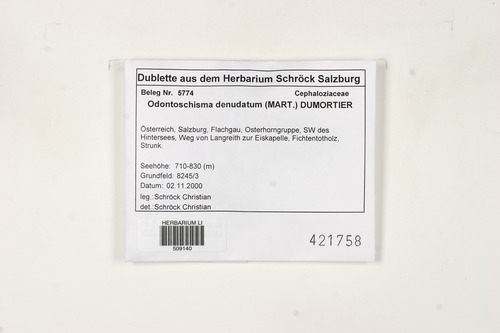 Dublette aus dem Herbarium Schröck Salzburg
Beleg Nr. 5774 Cephaloziaceae
Odontoschisma denudatum (MART.) DUMORTIER
Österreich, Salzburg, Flachgau, Osterhorngruppe, SW des
Hintersees, Weg von Langreith zur Eiskapelle, Fichtentotholz,
Strunk.
Seehöhe: 710-830 (m)
Grundfeld: 8245/3
Datum: 02.11.2000
leg.:Schröck Christian
det.:Schröck Christian
HERBARIUM LI
509140
421758